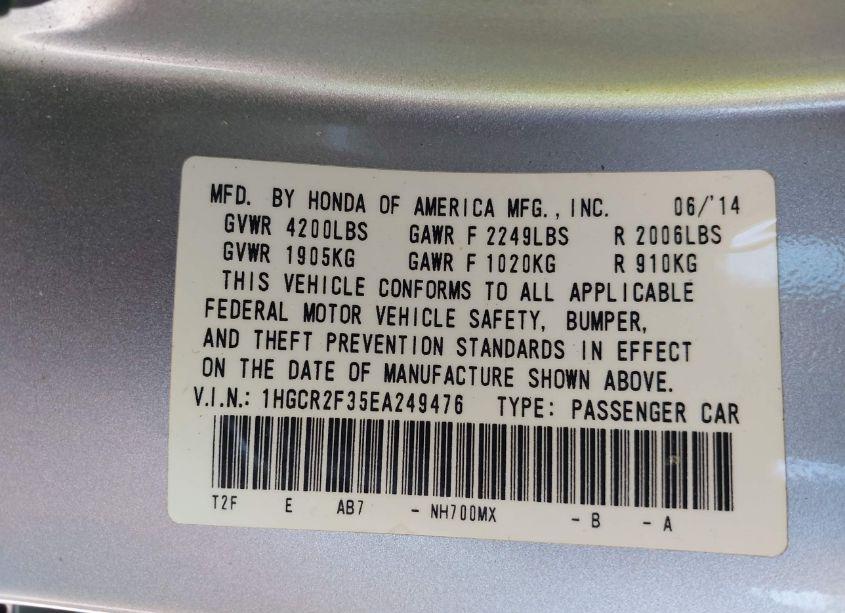 MFD. BY HONDA OF AMERICA MFG., INC. 06/'14
GVWR 4200LBS GAWR F 2249LBS R 2006LBS
GVWR 1905KG GAWR F 1020KG R 910KG
THIS VEHICLE CONFORMS TO ALL APPLICABLE
FEDERAL MOTOR VEHICLE SAFETY, BUMPER,
AND THEFT PREVENTION STANDARDS IN EFFECT
ON THE DATE OF MANUFACTURE SHOWN ABOVE.
V.I.N.: 1HGCR2F35EA249476 TYPE: PASSENGER CAR
T2F E AB7 - NH700MX - B - A